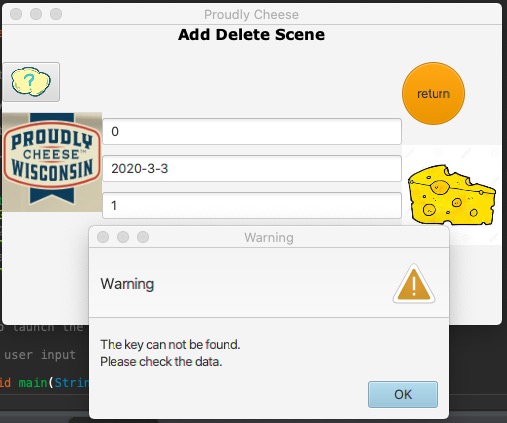 Proudly Cheese
Add Delete Scene
?
return
PROUDLY
CHEESE™
WISCONSIN
0
2020-3-3
1
Warning
Warning
!
The key can not be found.
Please check the data.
OK
launch the
user input
id main(Strin